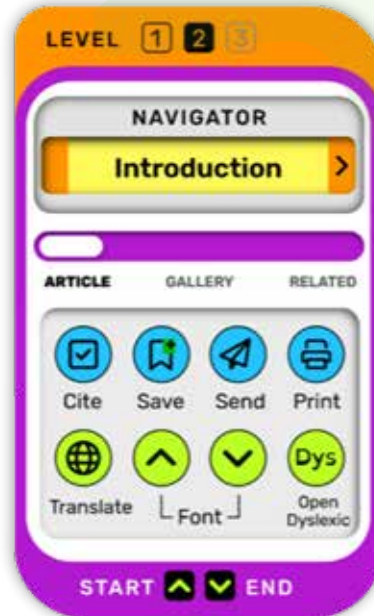 LEVEL 1 2 3
NAVIGATOR
Introduction
ARTICLE GALLERY RELATED
Cite Save Send Print
Dys
Translate Font Open Dyslexic
START END